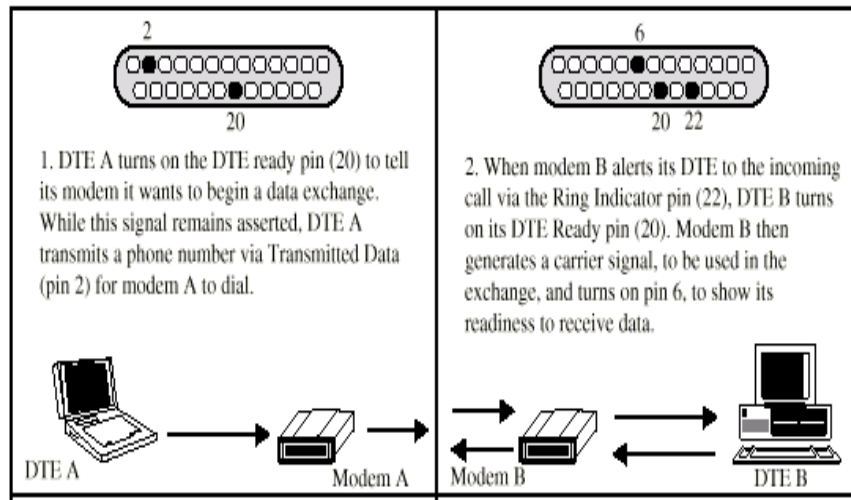 2
20
1. DTE A turns on the DTE ready pin (20) to tell
its modem it wants to begin a data exchange.
While this signal remains asserted, DTE A
transmits a phone number via Transmitted Data
(pin 2) for modem A to dial.
DTE A
Modem A
6
20 22
2. When modem B alerts its DTE to the incoming
call via the Ring Indicator pin (22), DTE B turns
on its DTE Ready pin (20). Modem B then
generates a carrier signal, to be used in the
exchange, and turns on pin 6, to show its
readiness to receive data.
Modem B
DTE B